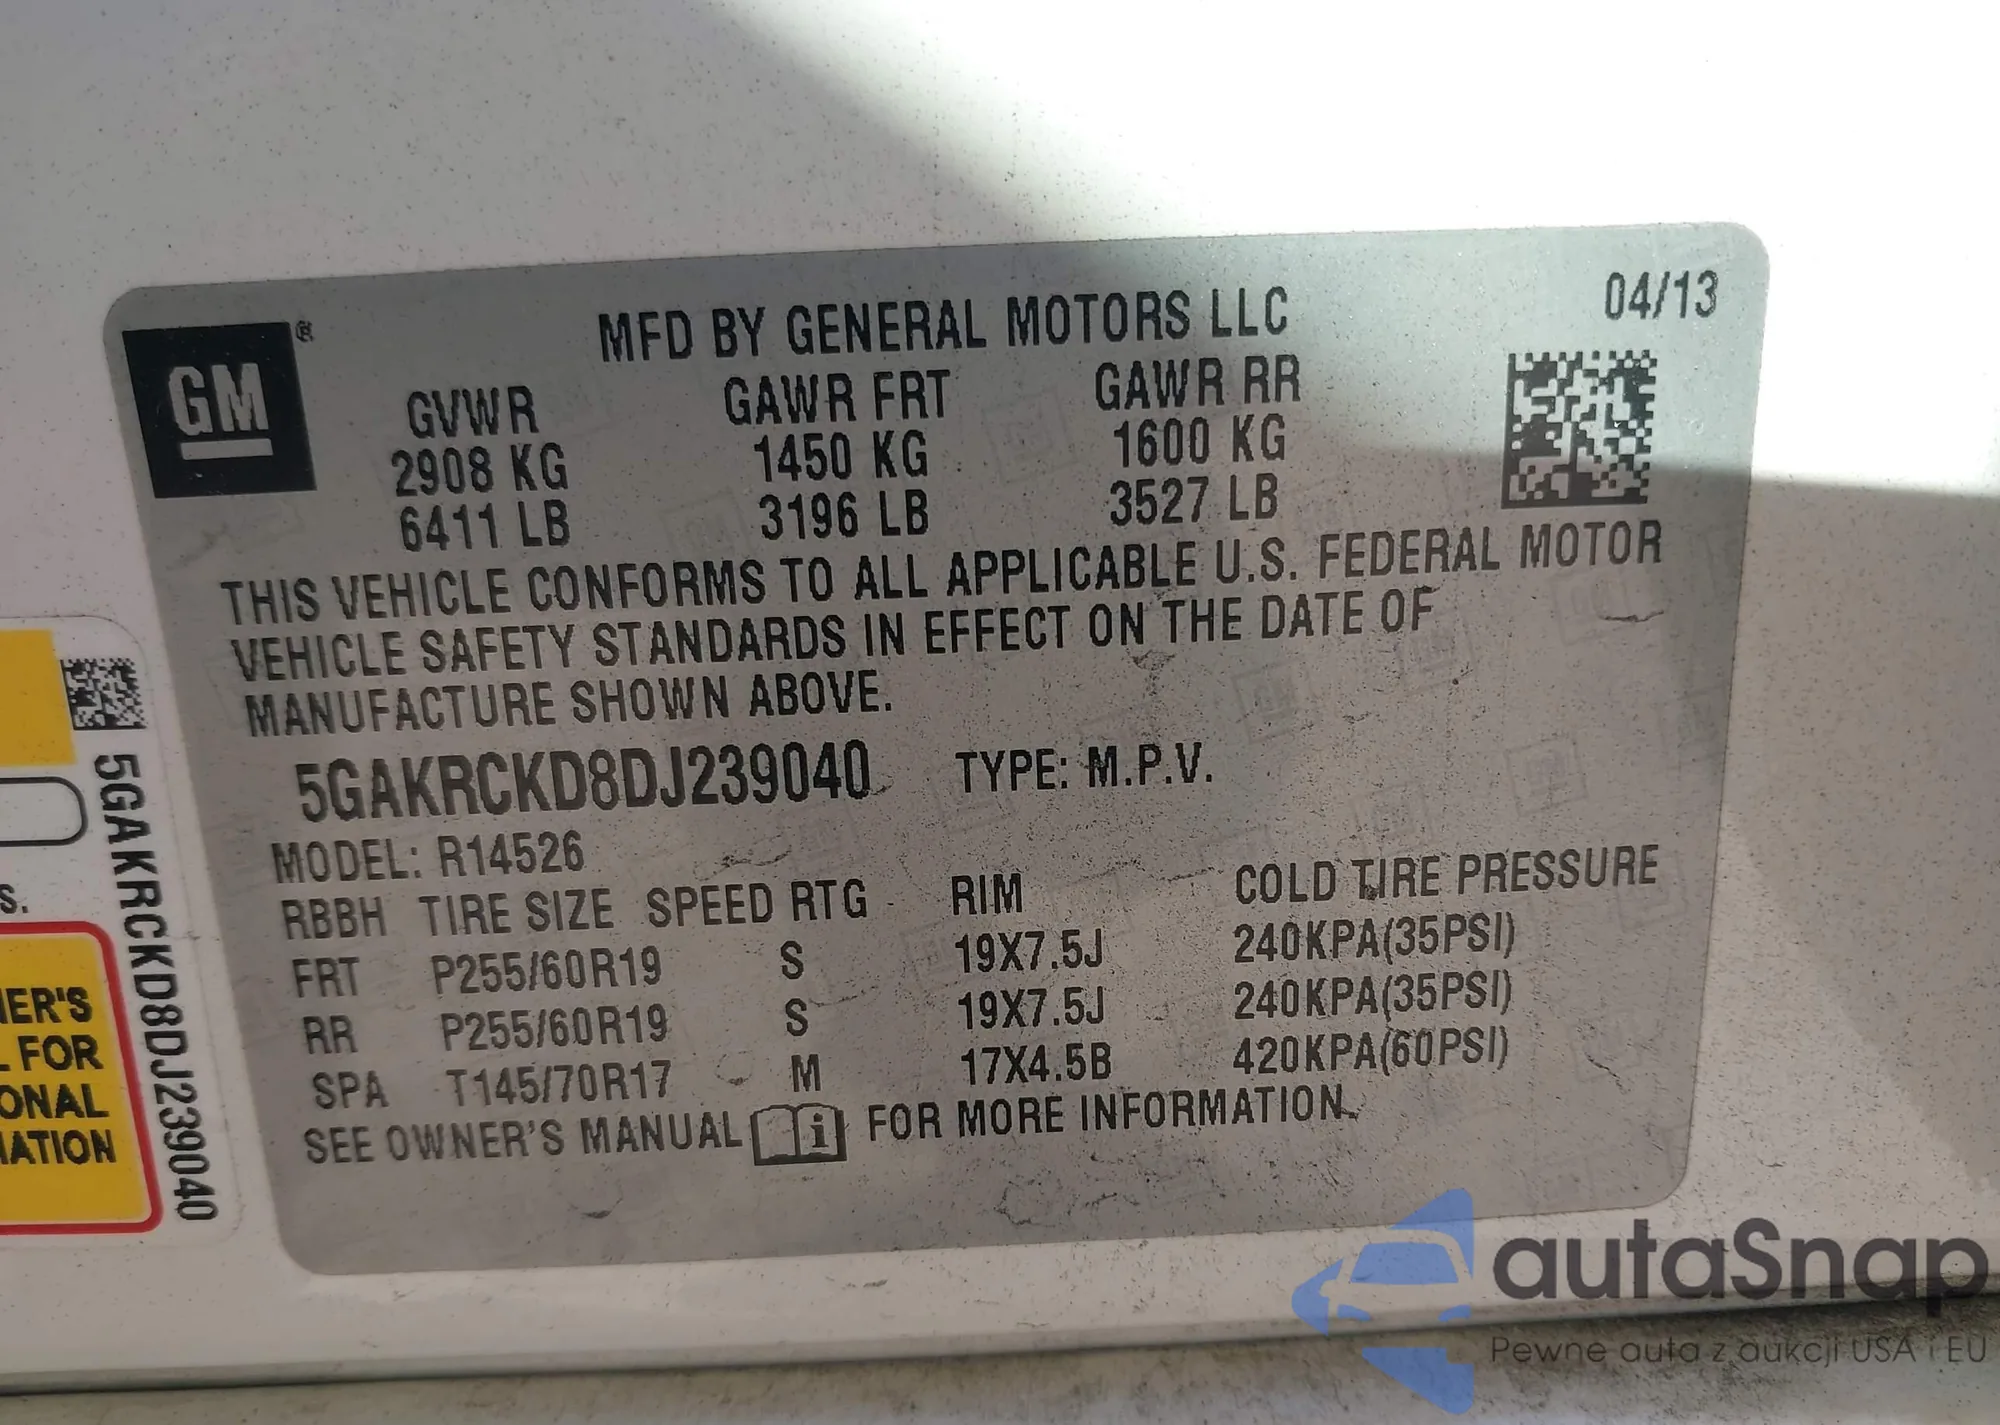 MFD BY GENERAL MOTORS LLC
04/13
GM®
GVWR GAWR FRT GAWR RR
2908 KG 1450 KG 1600 KG
6411 LB 3196 LB 3527 LB
THIS VEHICLE CONFORMS TO ALL APPLICABLE U.S. FEDERAL MOTOR
VEHICLE SAFETY STANDARDS IN EFFECT ON THE DATE OF
MANUFACTURE SHOWN ABOVE.
5GAKRCKD8DJ239040 TYPE: M.P.V.
MODEL: R14526
RBBH TIRE SIZE SPEED RTG RIM COLD TIRE PRESSURE
FRT P255/60R19 S 19X7.5J 240KPA(35PSI)
RR P255/60R19 S 19X7.5J 240KPA(35PSI)
SPA T145/70R17 M 17X4.5B 420KPA(60PSI)
SEE OWNER'S MANUAL i FOR MORE INFORMATION.
5GAKRCKD8DJ239040
S.
NER'S
L FOR
ONAL
MATION
autaSnap
Pewne auta z aukcji USA i EU